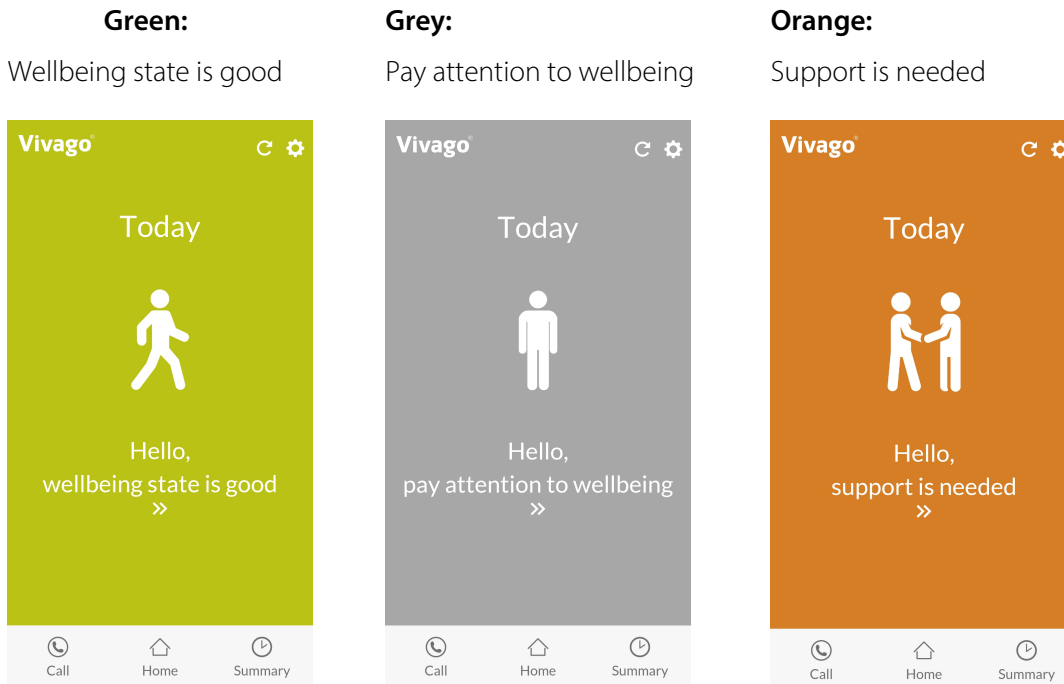 Green:
Wellbeing state is good
Vivago®
Today
Hello,
wellbeing state is good
»
Call Home Summary
Grey:
Pay attention to wellbeing
Vivago®
Today
Hello,
pay attention to wellbeing
»
Call Home Summary
Orange:
Support is needed
Vivago®
Today
Hello,
support is needed
»
Call Home Summary